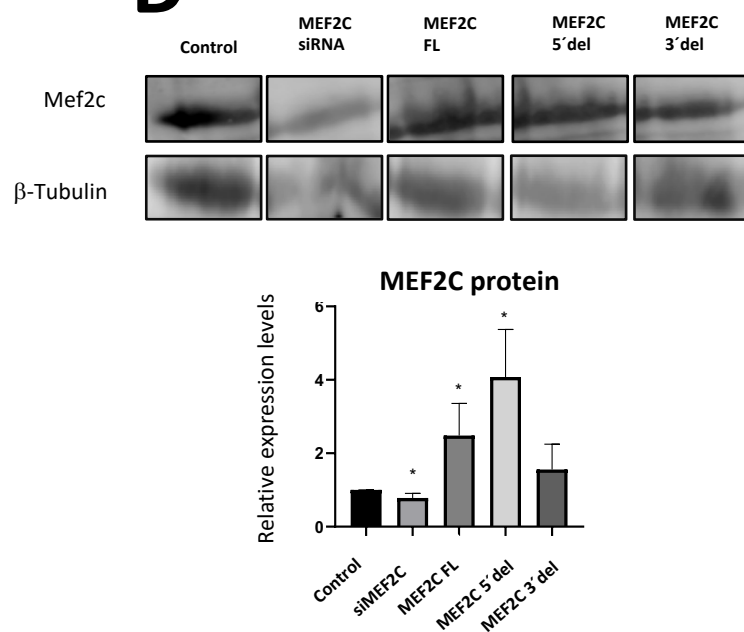 D
Control
MEF2C
siRNA
MEF2C
FL
MEF2C
5´del
MEF2C
3´del
Mef2c
β-Tubulin
MEF2C protein
Relative expression levels
6
4
2
0
*
*
*
Control
siMEF2C
MEF2C FL
MEF2C 5´del
MEF2C 3´del